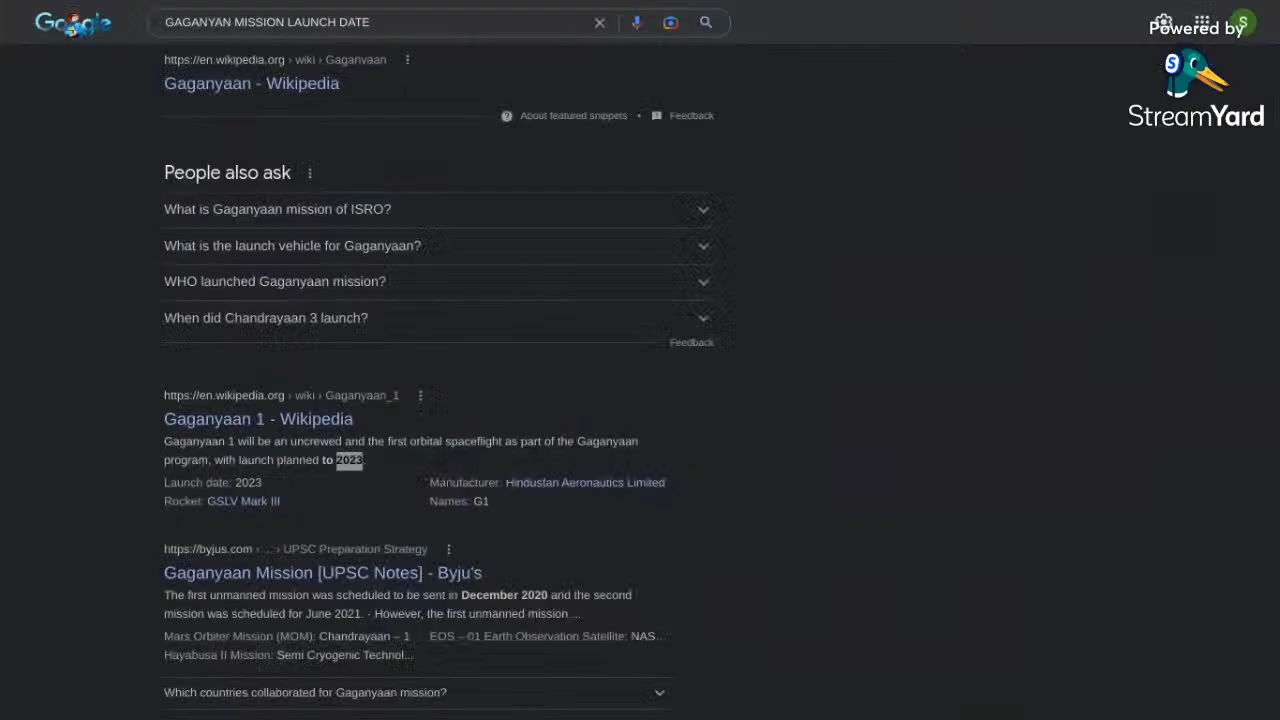 Google
GAGANYAN MISSION LAUNCH DATE
S
Powered by
S
StreamYard
https://en.wikipedia.org › wiki › Gaganyaan
Gaganyaan - Wikipedia
About featured snippets • Feedback
People also ask
What is Gaganyaan mission of ISRO?
What is the launch vehicle for Gaganyaan?
WHO launched Gaganyaan mission?
When did Chandrayaan 3 launch?
Feedback
https://en.wikipedia.org › wiki › Gaganyaan_1
Gaganyaan 1 - Wikipedia
Gaganyaan 1 will be an uncrewed and the first orbital spaceflight as part of the Gaganyaan
program, with launch planned to 2023.
Launch date: 2023 Manufacturer: Hindustan Aeronautics Limited
Rocket: GSLV Mark III Names: G1
https://byjus.com › ... › UPSC Preparation Strategy
Gaganyaan Mission [UPSC Notes] - Byju's
The first unmanned mission was scheduled to be sent in December 2020 and the second
mission was scheduled for June 2021. · However, the first unmanned mission ...
Mars Orbiter Mission (MOM): Chandrayaan – 1 EOS – 01 Earth Observation Satellite: NAS...
Hayabusa II Mission: Semi Cryogenic Technol...
Which countries collaborated for Gaganyaan mission?